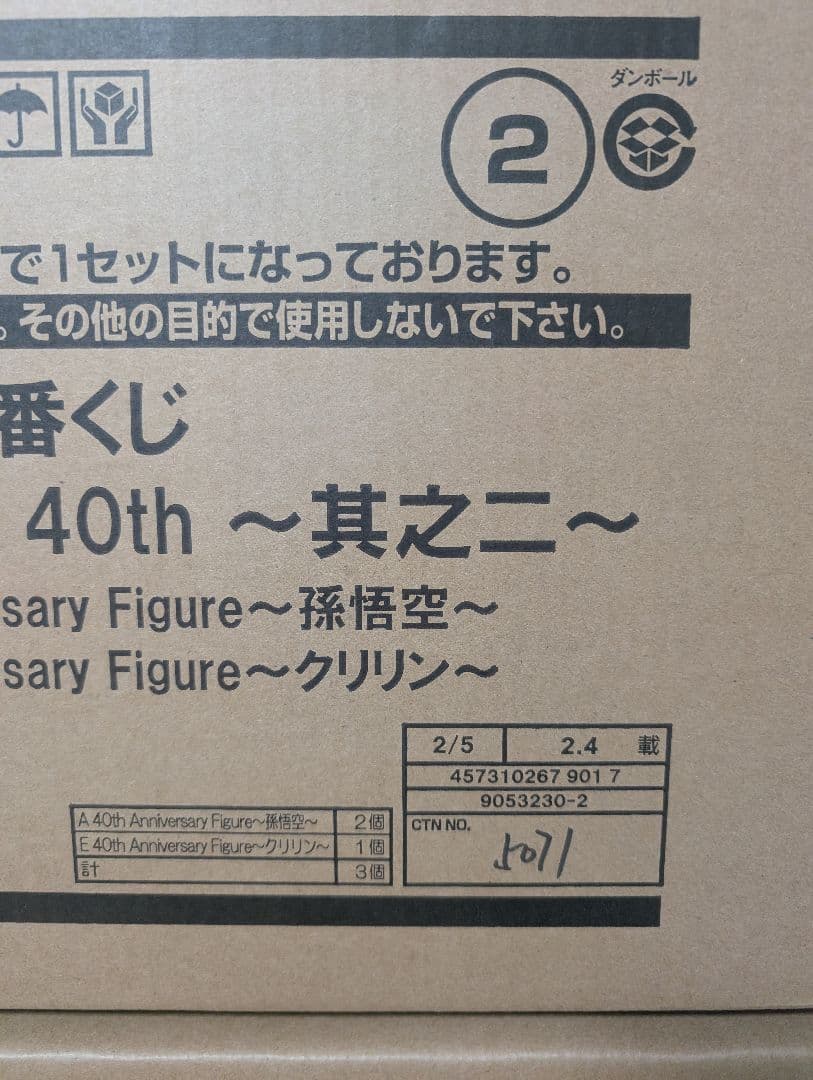 ダンボール
2
で1セットになっております。
。その他の目的で使用しないで下さい。
番くじ
40th ～其之二～
sary Figure～孫悟空～
sary Figure～クリリン～
2/5 2.4 載
457310267 901 7
9053230-2
CTN NO.
5071
A 40th Anniversary Figure～孫悟空～ 2個
E 40th Anniversary Figure～クリリン～ 1個
計 3個